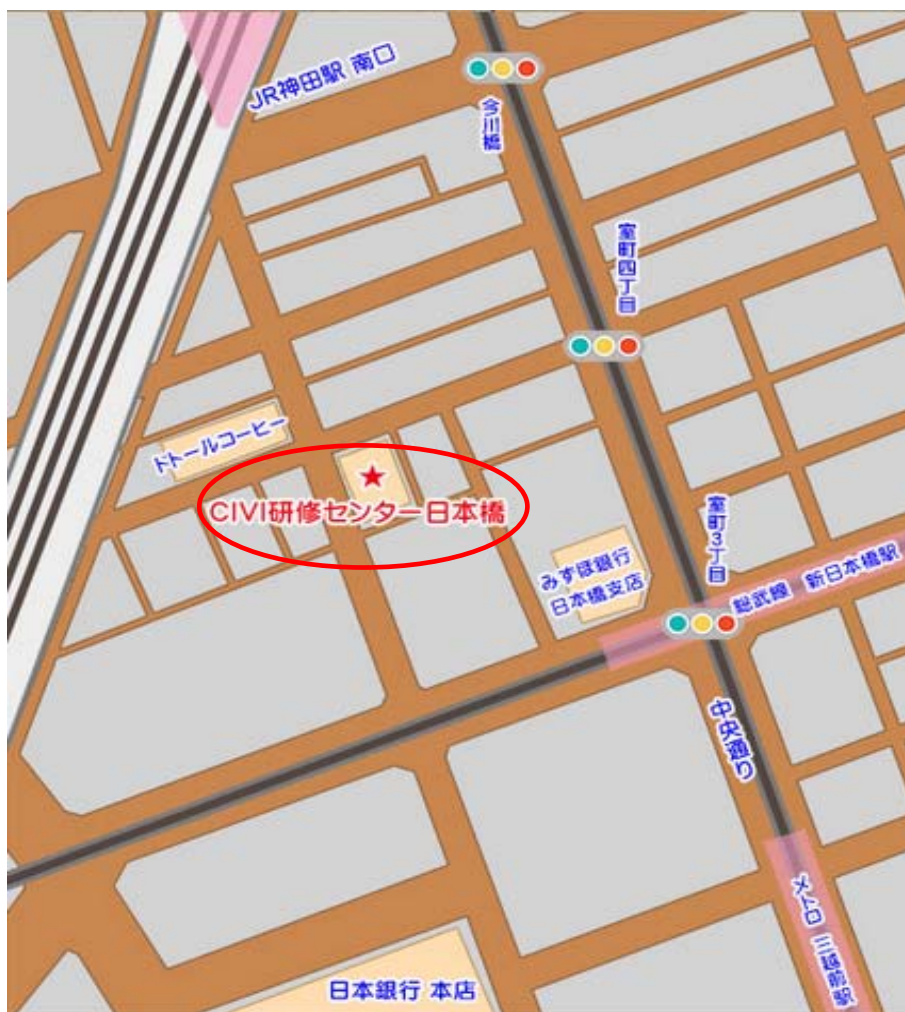 JR神田駅 南口
今川橋
室町四丁目
ドトールコーヒー
CIVI研修センター日本橋
室町3丁目
みずほ銀行
日本橋支店
総武線 新日本橋駅
中央通り
メトロ 三越前駅
日本銀行 本店